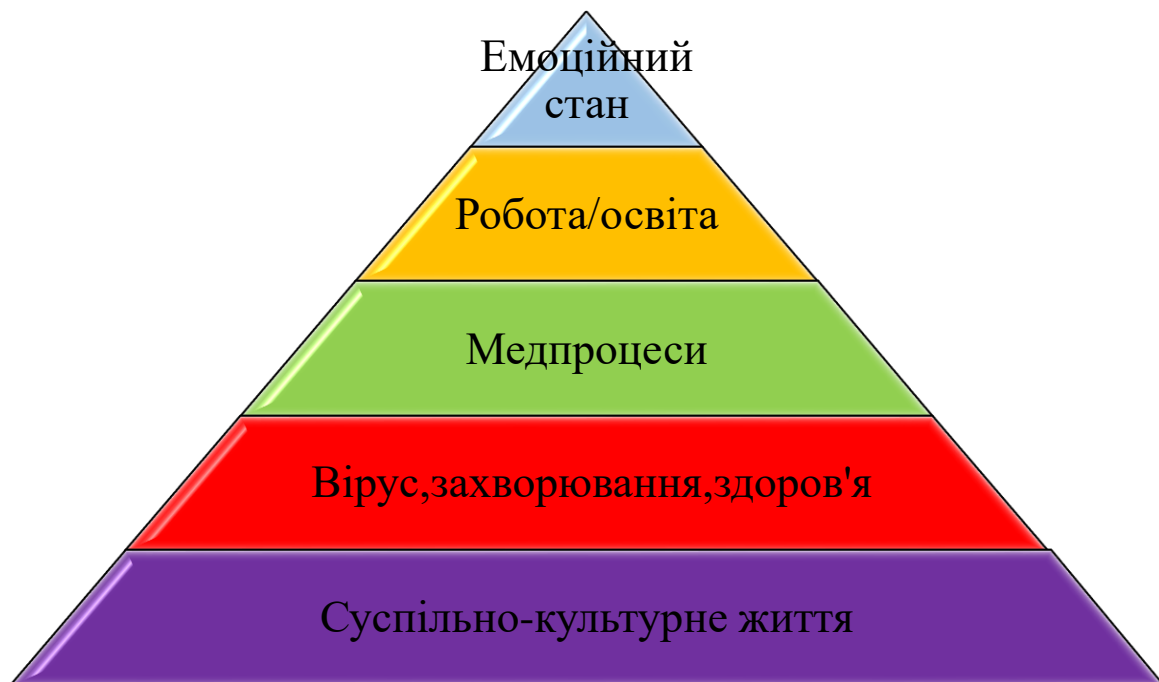 Емоційний
стан
Робота/освіта
Медпроцеси
Вірус,захворювання,здоров'я
Суспільно-культурне життя